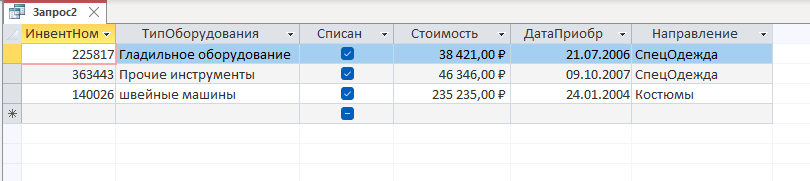 Запрос2
ИнвентНом ТипОборудования Списан Стоимость ДатаПриобр Направление
225817 Гладильное оборудование 38 421,00 ₽ 21.07.2006 СпецОдежда
363443 Прочие инструменты 46 346,00 ₽ 09.10.2007 СпецОдежда
140026 швейные машины 235 235,00 ₽ 24.01.2004 Костюмы